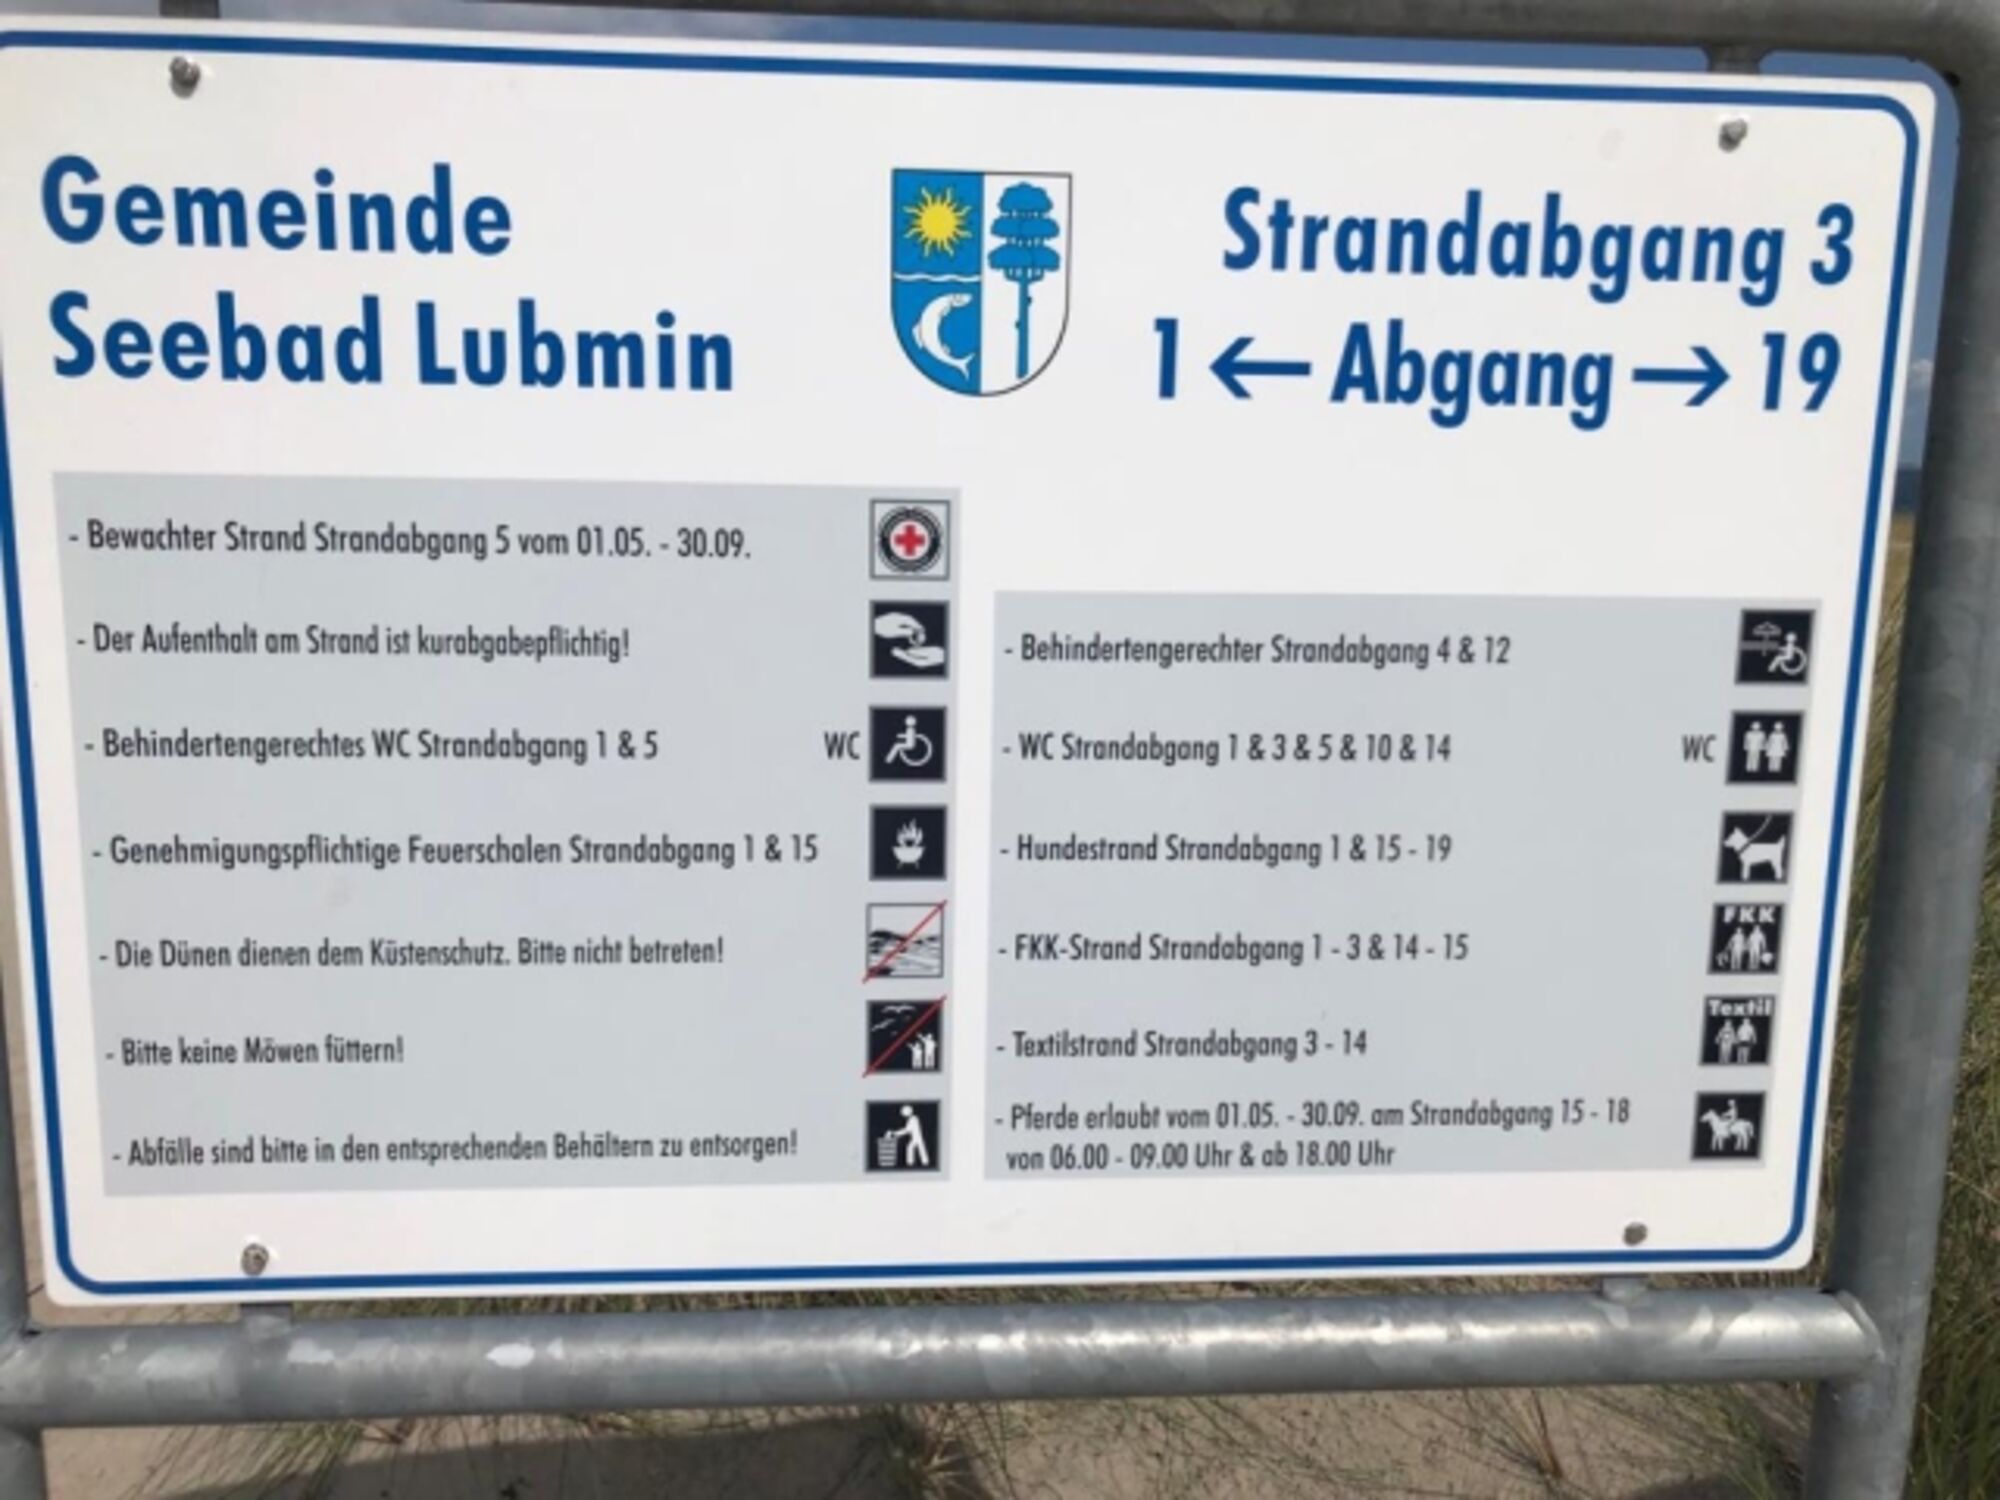 Gemeinde
Seebad Lubmin
Strandabgang 3
1 ← Abgang → 19
- Bewachter Strand Strandabgang 5 vom 01.05. - 30.09.
- Der Aufenthalt am Strand ist kurabgabepflichtig!
- Behindertengerechtes WC Strandabgang 1 & 5 WC
- Genehmigungspflichtige Feuerschalen Strandabgang 1 & 15
- Die Dünen dienen dem Küstenschutz. Bitte nicht betreten!
- Bitte keine Möwen füttern!
- Abfälle sind bitte in den entsprechenden Behältern zu entsorgen!
- Behindertengerechter Strandabgang 4 & 12
- WC Strandabgang 1 & 3 & 5 & 10 & 14 WC
- Hundestrand Strandabgang 1 & 15 - 19
- FKK-Strand Strandabgang 1 - 3 & 14 - 15
FKK
- Textilstrand Strandabgang 3 - 14
Textil
- Pferde erlaubt vom 01.05. - 30.09. am Strandabgang 15 - 18
von 06.00 - 09.00 Uhr & ab 18.00 Uhr